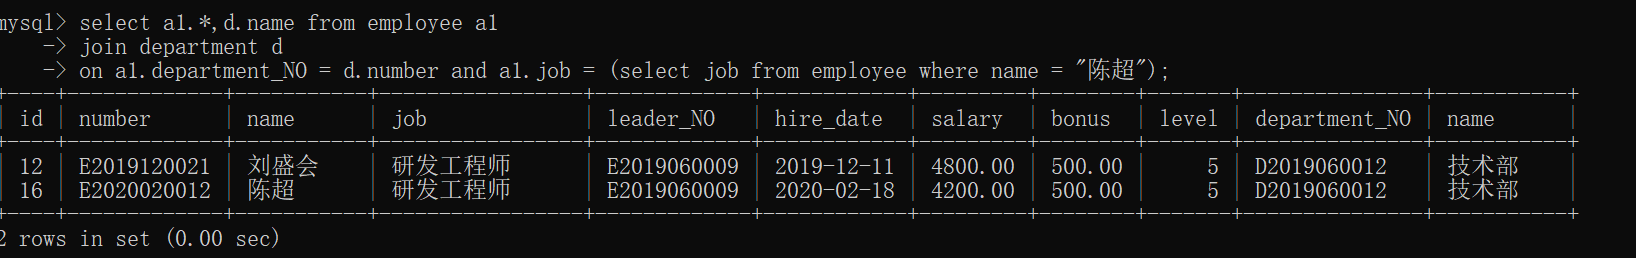 mysql> select a1.*,d.name from employee a1
    -> join department d
    -> on a1.department_NO = d.number and a1.job = (select job from employee where name = "陈超");
+----+-------------+-----------+-----------------+-------------+------------+---------+--------+-------+---------------+-----------+
| id | number | name | job | leader_NO | hire_date | salary | bonus | level | department_NO | name |
+----+-------------+-----------+-----------------+-------------+------------+---------+--------+-------+---------------+-----------+
| 12 | E2019120021 | 刘盛会 | 研发工程师 | E2019060009 | 2019-12-11 | 4800.00 | 500.00 | 5 | D2019060012 | 技术部 |
| 16 | E2020020012 | 陈超 | 研发工程师 | E2019060009 | 2020-02-18 | 4200.00 | 500.00 | 5 | D2019060012 | 技术部 |
+----+-------------+-----------+-----------------+-------------+------------+---------+--------+-------+---------------+-----------+
2 rows in set (0.00 sec)